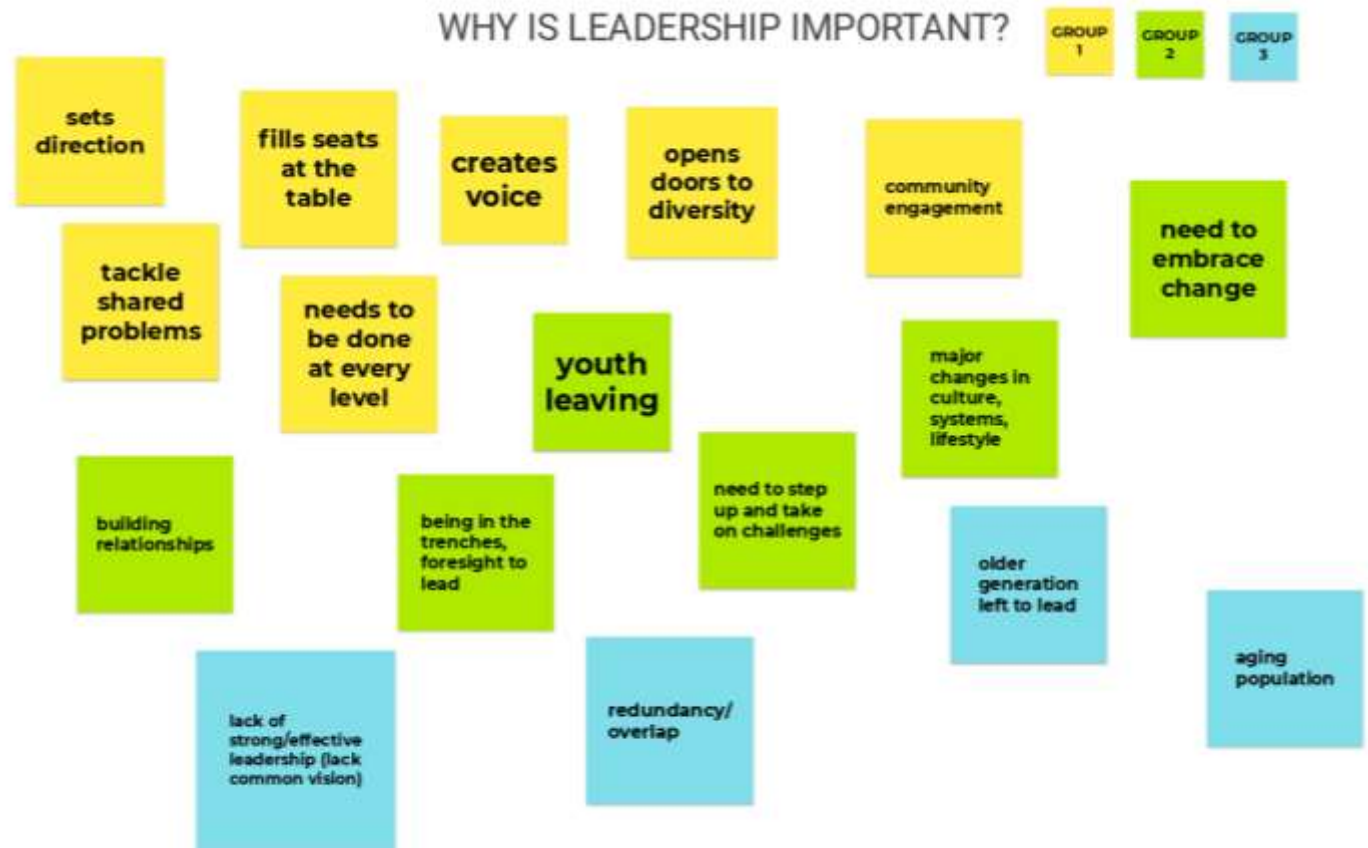 WHY IS LEADERSHIP IMPORTANT?
GROUP
1
GROUP
2
GROUP
3
sets
direction
fills seats
at the
table
creates
voice
opens
doors to
diversity
community
engagement
need to
embrace
change
tackle
shared
problems
needs to
be done
at every
level
youth
leaving
major
changes in
culture,
systems,
lifestyle
building
relationships
being in the
trenches,
foresight to
lead
need to step
up and take
on challenges
older
generation
left to lead
aging
population
lack of
strong/effective
leadership (lack
common vision)
redundancy/
overlap